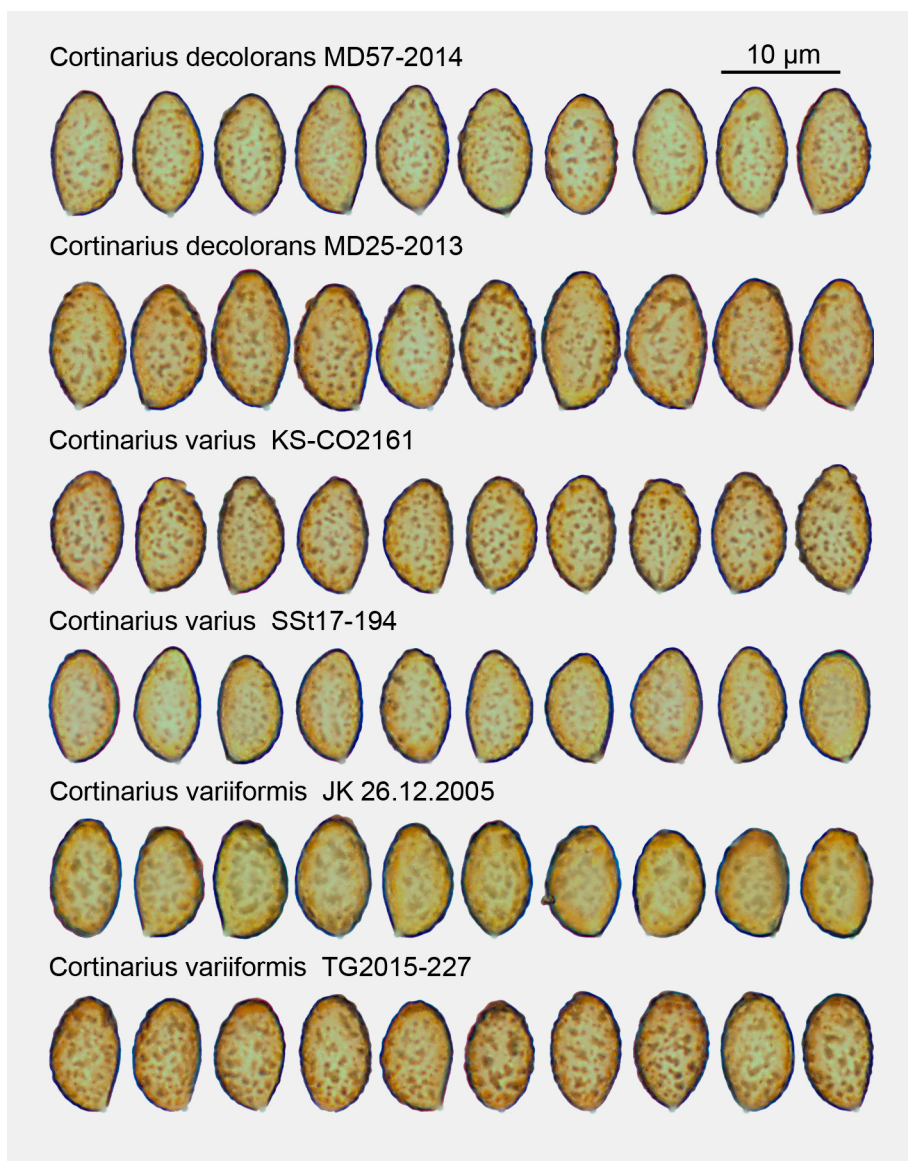 Cortinarius decolorans MD57-2014 10 µm
Cortinarius decolorans MD25-2013
Cortinarius varius KS-CO2161
Cortinarius varius SSt17-194
Cortinarius variiformis JK 26.12.2005
Cortinarius variiformis TG2015-227